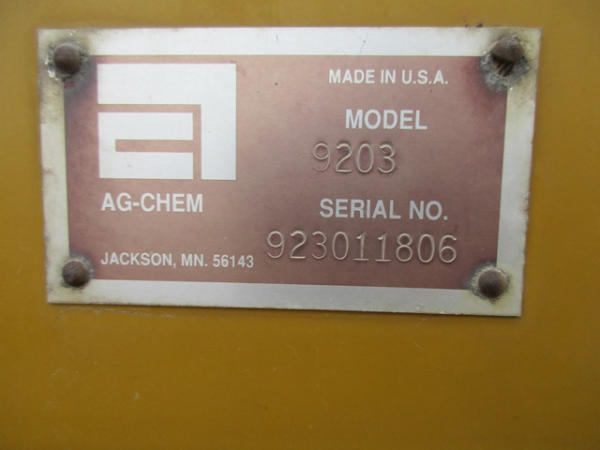 MADE IN U.S.A.
MODEL
9203
AG-CHEM
SERIAL NO.
JACKSON, MN. 56143
923011806